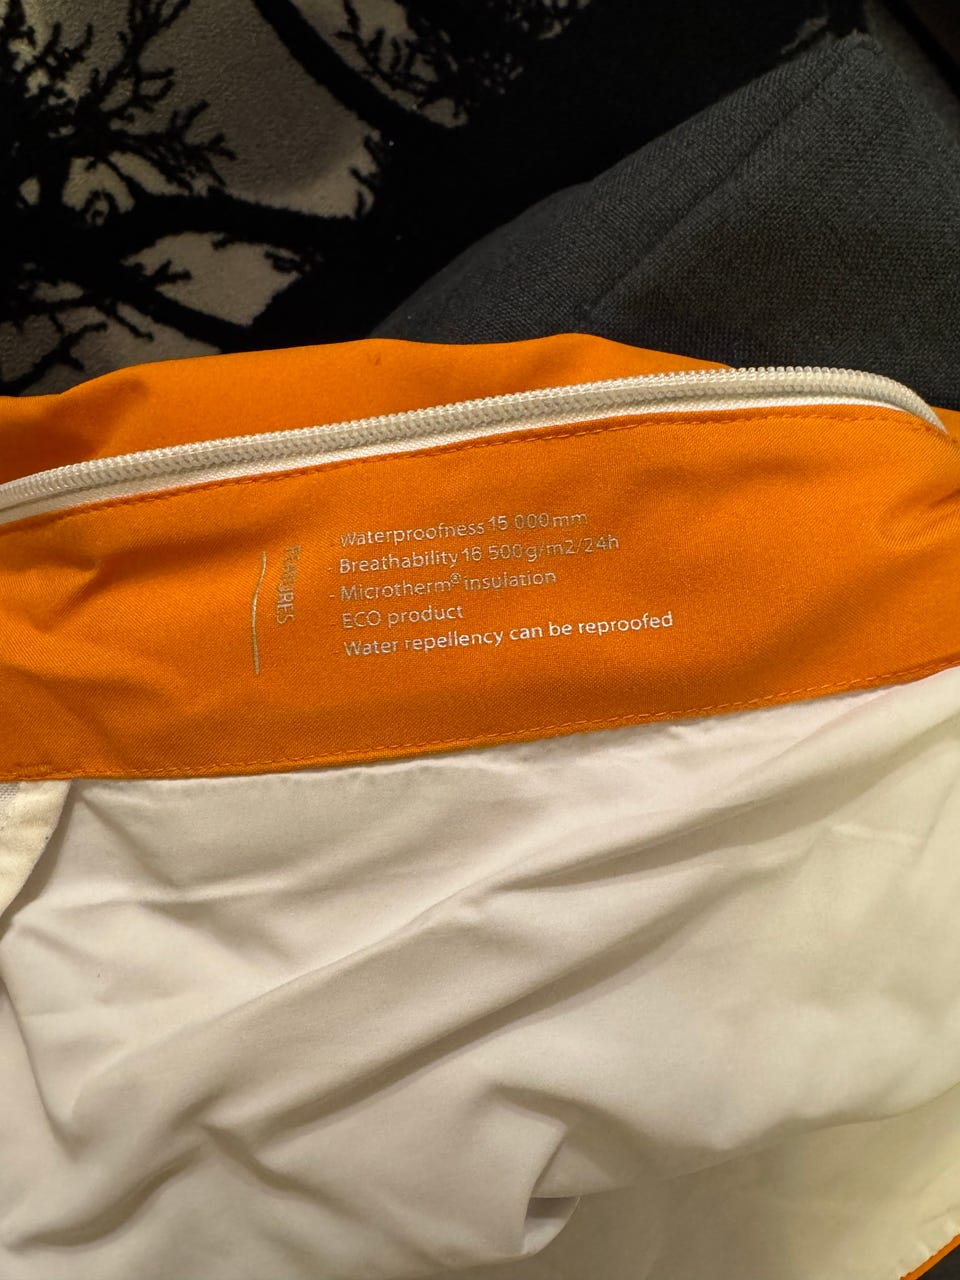 FEATURES
- Waterproofness 15 000mm
- Breathability 16 500g/m2/24h
- Microtherm® insulation
ECO product
Water repellency can be reproofed